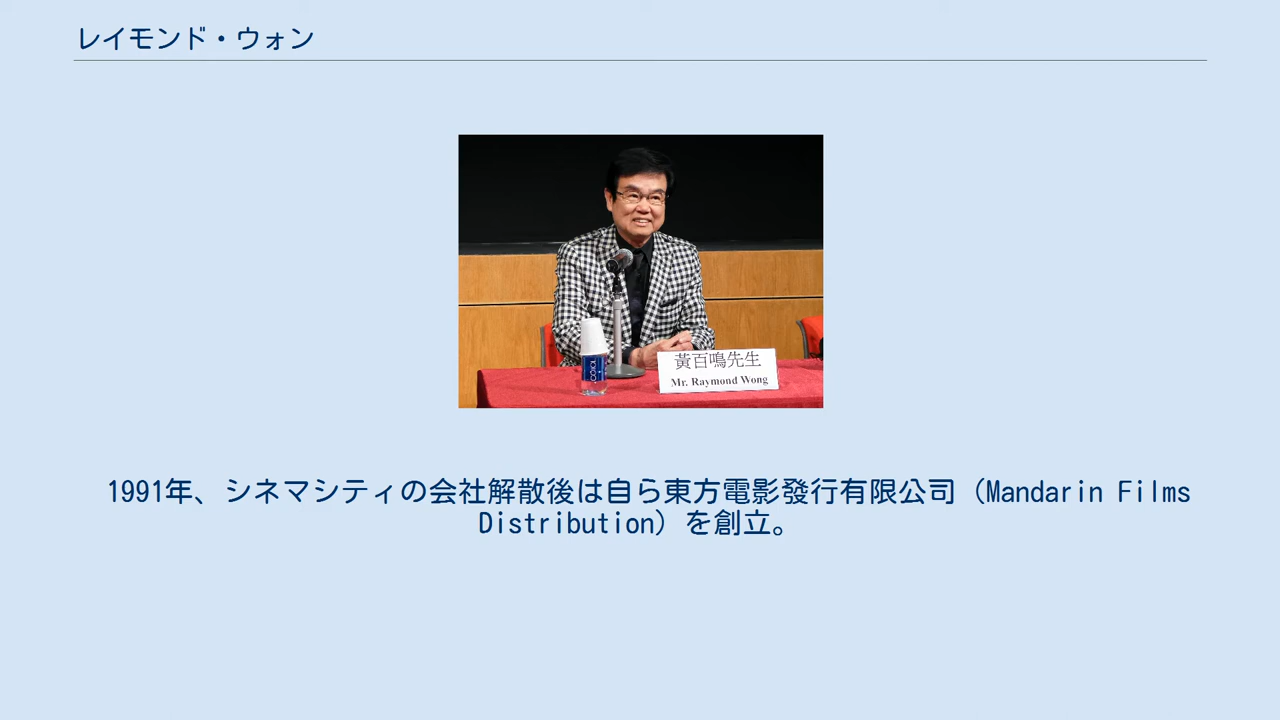 レイモンド・ウォン
黃百鳴先生
Mr. Raymond Wong
1991年、シネマシティの会社解散後は自ら東方電影發行有限公司（Mandarin Films
Distribution）を創立。